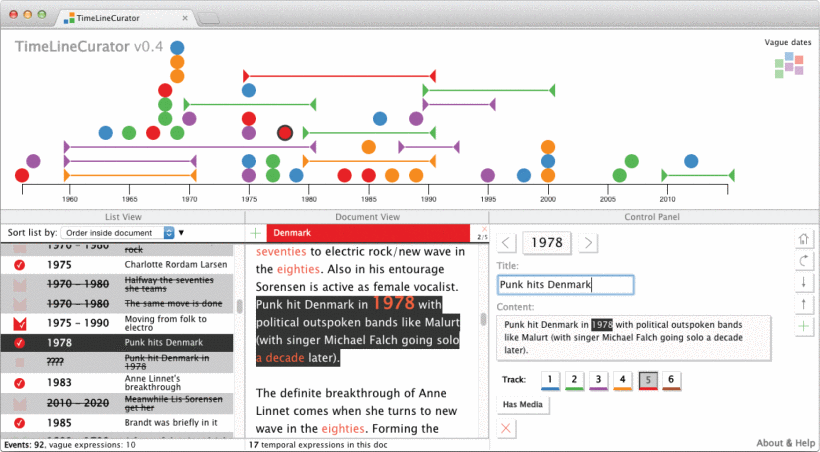 TimeLineCurator
TimeLineCurator v0.4
Vague dates
1960
1965
1970
1975
1980
1985
1990
1995
2000
2005
2010
List View
Document View
Control Panel
Sort list by: Order inside document ▼
1970 – 1980
rock
1975
Charlotte Rordam Larsen
1970 – 1980
Halfway the seventies
she teams
1970 – 1980
The same move is done
1975 – 1990
Moving from folk to
electro
1978
Punk hits Denmark
????
Punk hit Denmark in
1978
1983
Anne Linnet's
breakthrough
2010 – 2020
Meanwhile Lis Sorensen
get her
1985
Brandt was briefly in it
Events: 92, vague expressions: 10
+ Denmark
× 2/5
seventies to electric rock/new wave in
the eighties. Also in his entourage
Sorensen is active as female vocalist.
Punk hit Denmark in 1978 with
political outspoken bands like Malurt
(with singer Michael Falch going solo
a decade later).
The definitive breakthrough of Anne
Linnet comes when she turns to new
wave in the eighties. Forming the
17 temporal expressions in this doc
< 1978 >
Title:
Punk hits Denmark
Content:
Punk hit Denmark in 1978 with political outspoken bands
like Malurt (with singer Michael Falch going solo a decade
later).
Track: 1 2 3 4 5 6
Has Media
About & Help